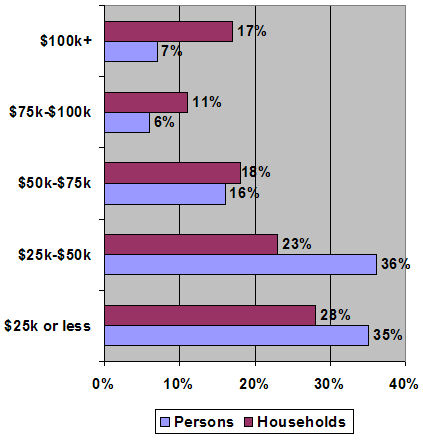 $100k+
17%
7%
$75k-$100k
11%
6%
$50k-$75k
18%
16%
$25k-$50k
23%
36%
$25k or less
28%
35%
0% 10% 20% 30% 40%
Persons Households